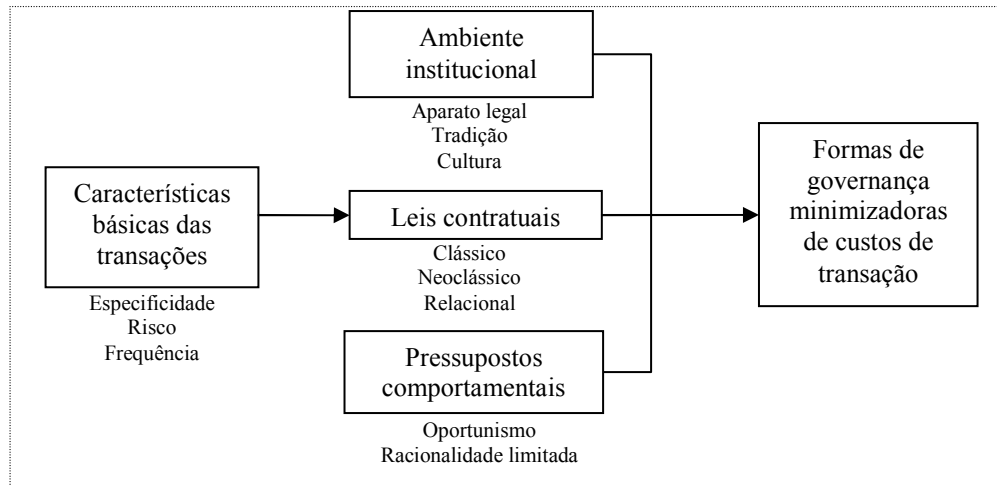 Ambiente
institucional
Aparato legal
Tradição
Cultura
Características
básicas das
transações
Especificidade
Risco
Frequência
Leis contratuais
Clássico
Neoclássico
Relacional
Pressupostos
comportamentais
Oportunismo
Racionalidade limitada
Formas de
governança
minimizadoras
de custos de
transação